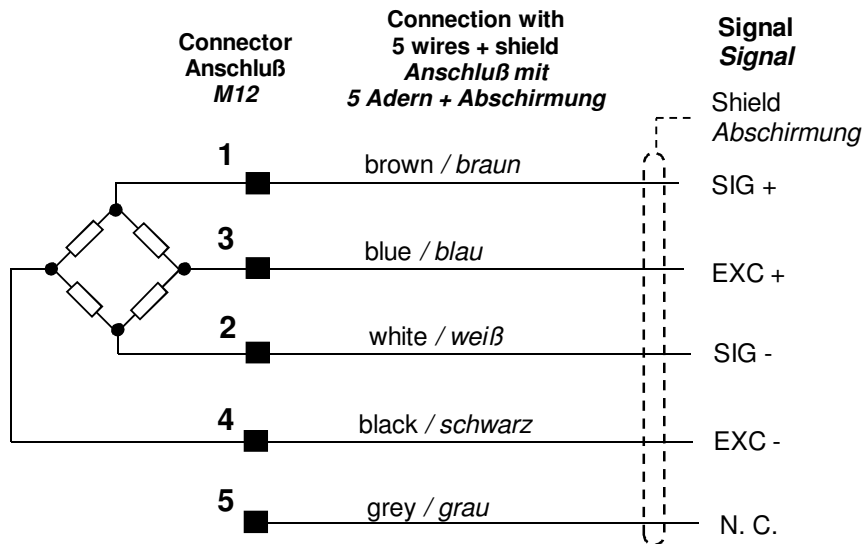 Connector
Anschluß
M12
Connection with
5 wires + shield
Anschluß mit
5 Adern + Abschirmung
Signal
Signal
Shield
Abschirmung
1
brown / braun
SIG +
3
blue / blau
EXC +
2
white / weiß
SIG -
4
black / schwarz
EXC -
5
grey / grau
N. C.